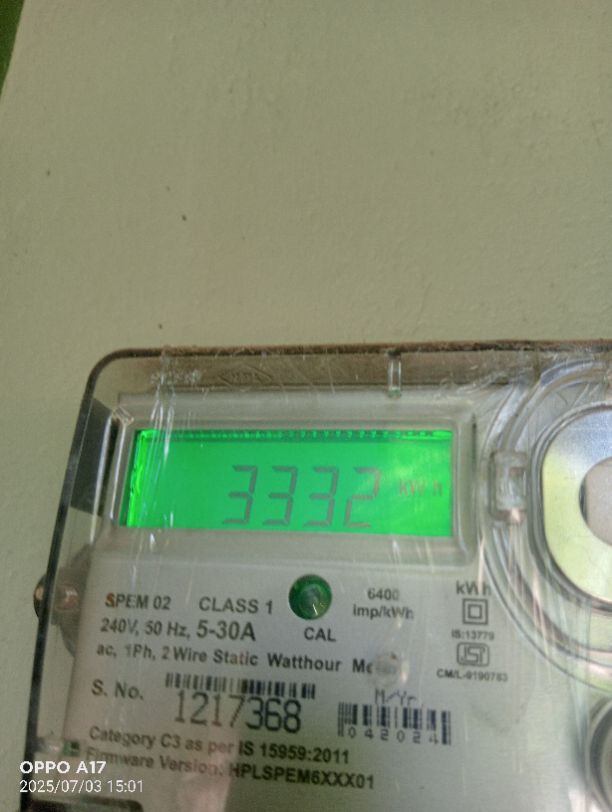 3332 kWh
SPEM 02 CLASS 1 6400 imp/kWh kWh
240V, 50 Hz, 5-30A CAL IS:13779
ac, 1Ph, 2 Wire Static Watthour
CM/L-9190783
S. No. 1217368 M/Yr
042024
Category C3 as per IS 15959:2011
Firmware Version: HPLSPEM6XXX01
OPPO A17
2025/07/03 15:01